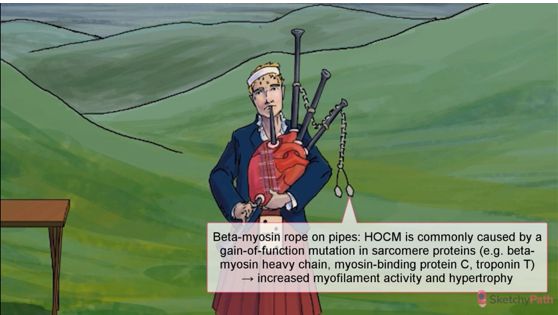 Beta-myosin rope on pipes: HOCM is commonly caused by a
gain-of-function mutation in sarcomere proteins (e.g. beta-
myosin heavy chain, myosin-binding protein C, troponin T)
→ increased myofilament activity and hypertrophy
SketchyPath